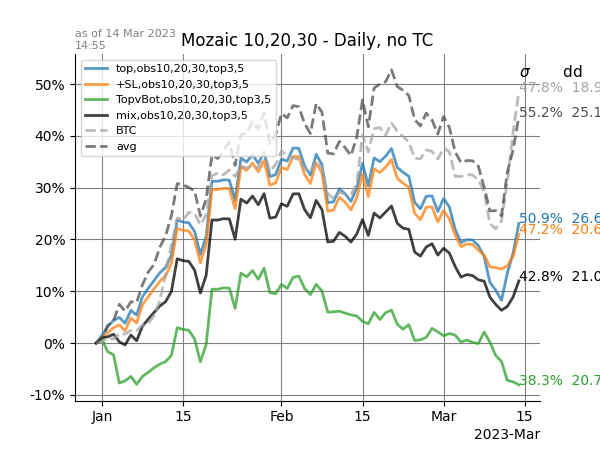 as of 14 Mar 2023
14:55
Mozaic 10,20,30 - Daily, no TC
σ dd
top,obs10,20,30,top3,5
+SL,obs10,20,30,top3,5
TopvBot,obs10,20,30,top3,5
mix,obs10,20,30,top3,5
BTC
avg
47.8% 18.9
55.2% 25.1
50.9% 26.6
47.2% 20.6
42.8% 21.0
38.3% 20.7
50%
40%
30%
20%
10%
0%
-10%
Jan 15 Feb 15 Mar 15
2023-Mar